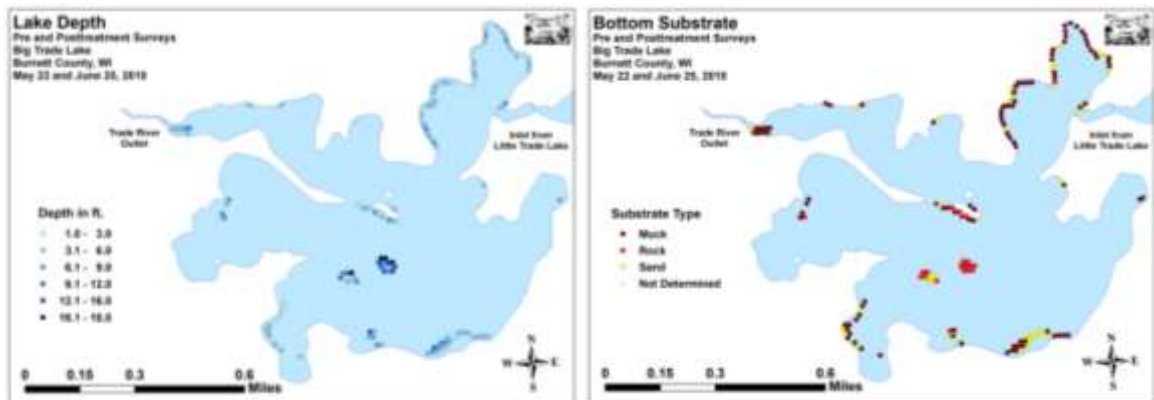 Lake Depth
Pre and Posttreatment Surveys
Big Trade Lake
Burnett County, WI
May 22 and June 25, 2010
Trade River
Outlet
Inlet from
Little Trade Lake
Depth in ft.
1.0 - 3.0
3.1 - 6.0
6.1 - 9.0
9.1 - 12.0
12.1 - 15.0
15.1 - 18.0
N
W E
S
0 0.15 0.3 0.6
Miles
Bottom Substrate
Pre and Posttreatment Surveys
Big Trade Lake
Burnett County, WI
May 22 and June 25, 2010
Trade River
Outlet
Inlet from
Little Trade Lake
Substrate Type
Muck
Rock
Sand
Not Determined
N
W E
S
0 0.15 0.3 0.6
Miles